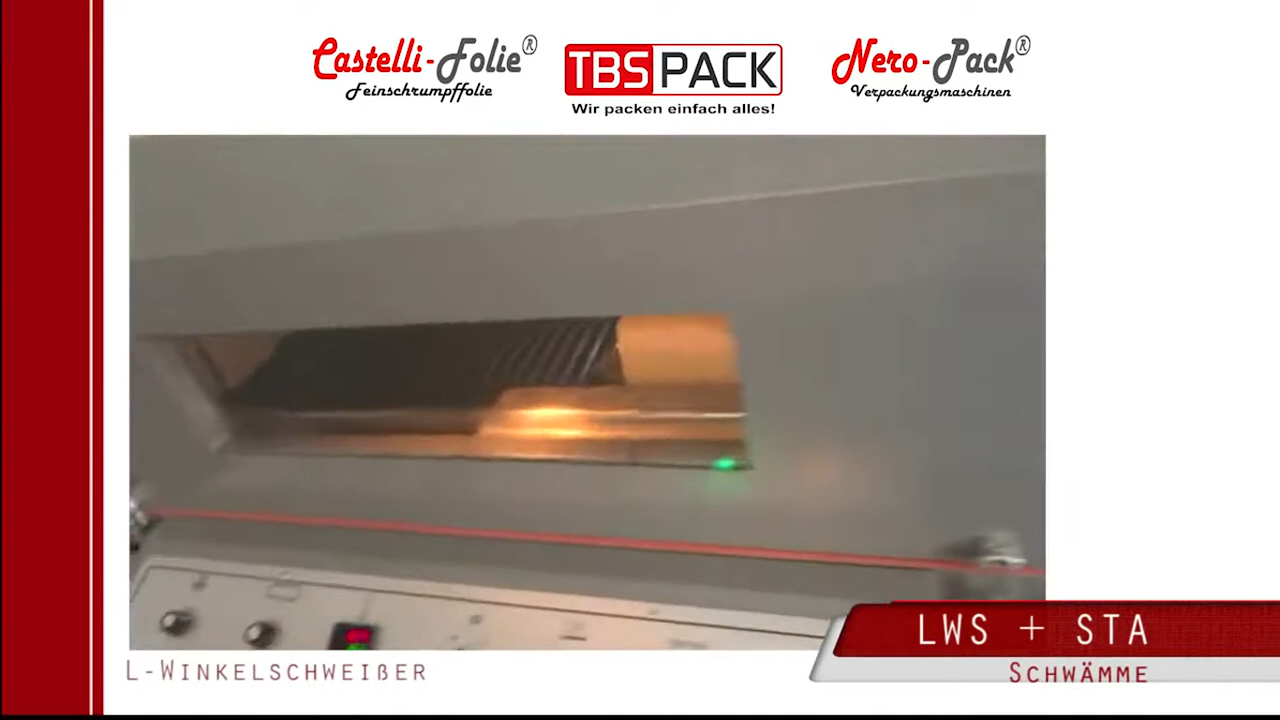 Castelli-Folie®
Feinschrumpffolie
TBSPACK
Wir packen einfach alles!
Nero-Pack®
Verpackungsmaschinen
LWS + STA
Schwämme
L-Winkelschweißer